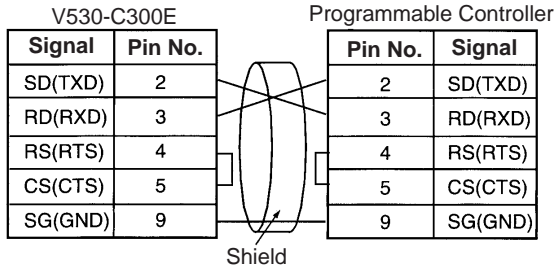 V530-C300E
Programmable Controller
Signal Pin No.
Pin No. Signal
SD(TXD) 2
2 SD(TXD)
RD(RXD) 3
3 RD(RXD)
RS(RTS) 4
4 RS(RTS)
CS(CTS) 5
5 CS(CTS)
SG(GND) 9
9 SG(GND)
Shield